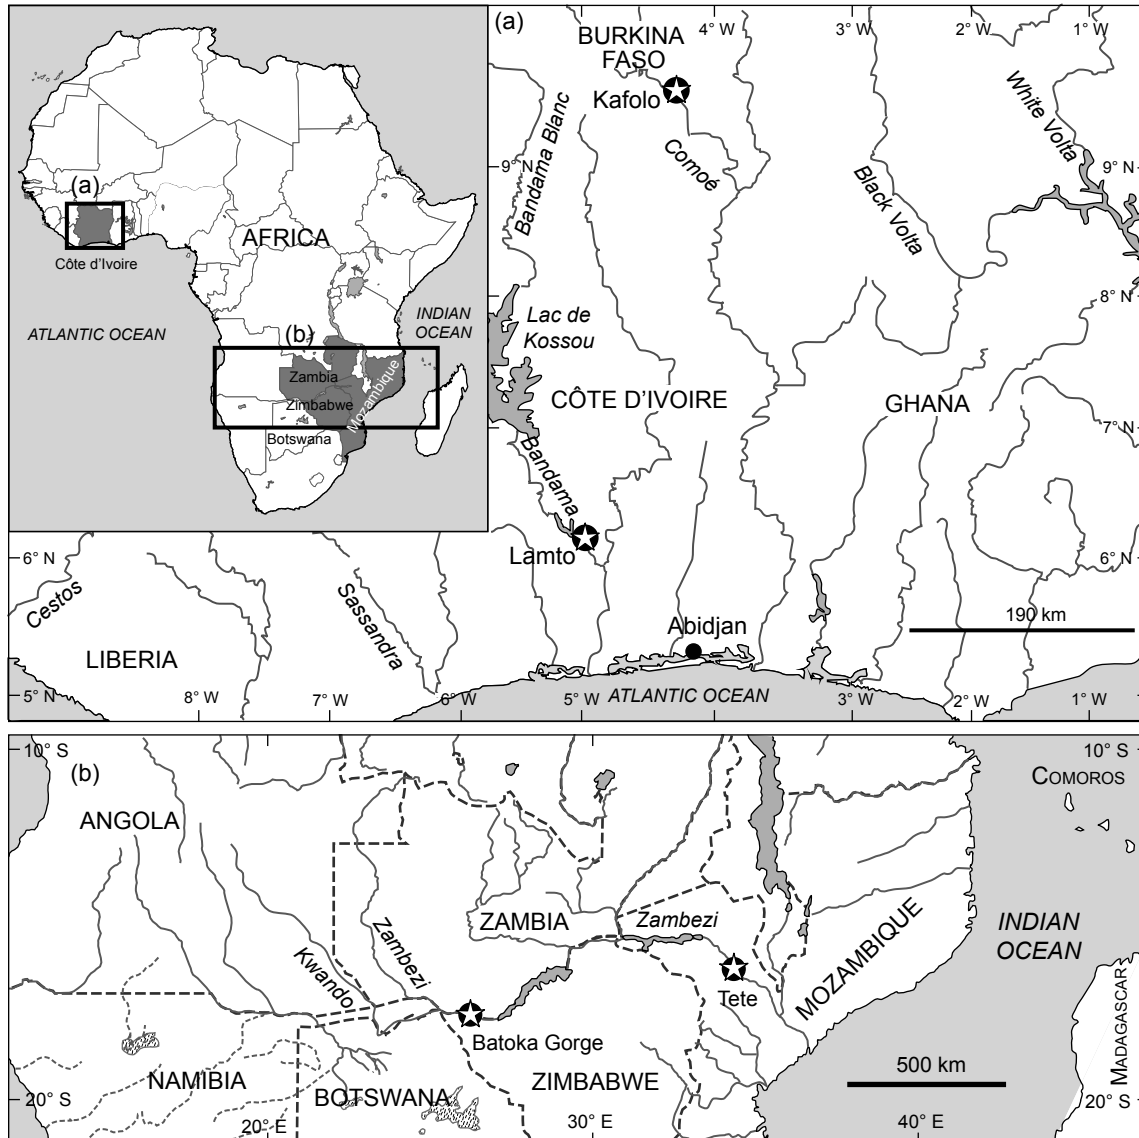 (a)
BURKINA
FASO
4° W
3° W
2° W
1° W
Kafolo
Bandama Blanc
Comoé
Black Volta
White Volta
9° N
9° N
(a)
AFRICA
Côte d'Ivoire
ATLANTIC OCEAN
INDIAN
OCEAN
(b)
Zambia
Zimbabwe
Mozambique
Botswana
8° N
Lac de
Kossou
CÔTE D'IVOIRE
GHANA
7° N
Bandama
Lamto
6° N
6° N
Cestos
Sassandra
190 km
Abidjan
LIBERIA
5° N
8° W
7° W
6° W
5° W
ATLANTIC OCEAN
3° W
2° W
1° W
5° N
10° S
(b)
10° S
COMOROS
ANGOLA
ZAMBIA
Zambezi
Zambezi
Kwando
MOZAMBIQUE
INDIAN
OCEAN
Tete
Batoka Gorge
MADAGASCAR
NAMIBIA
BOTSWANA
ZIMBABWE
500 km
20° S
20° E
30° E
40° E
20° S